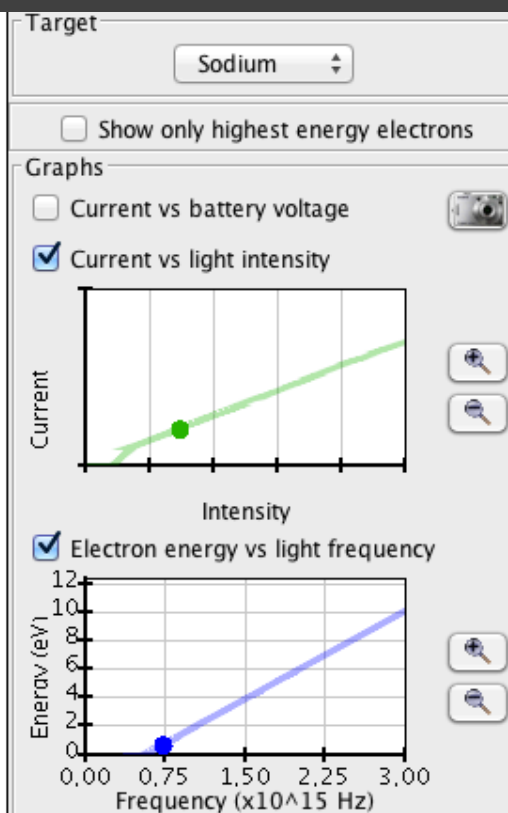 Target
Sodium
Show only highest energy electrons
Graphs
Current vs battery voltage
Current vs light intensity
Current
Intensity
Electron energy vs light frequency
Energy (eV)
12
10
8
6
4
2
0
0,00 0,75 1,50 2,25 3,00
Frequency (x10^15 Hz)